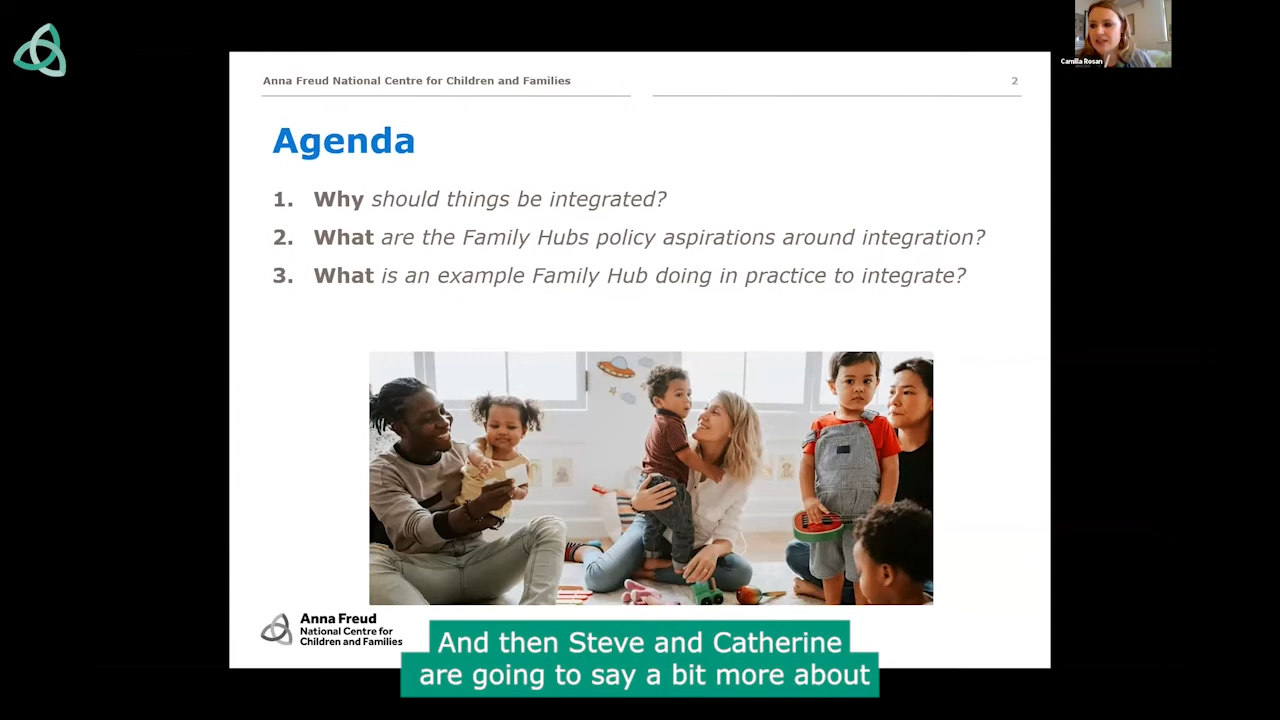 Camilla Rosan
Anna Freud National Centre for Children and Families
2
Agenda
1. Why should things be integrated?
2. What are the Family Hubs policy aspirations around integration?
3. What is an example Family Hub doing in practice to integrate?
Anna Freud
National Centre for
Children and Families
And then Steve and Catherine
are going to say a bit more about